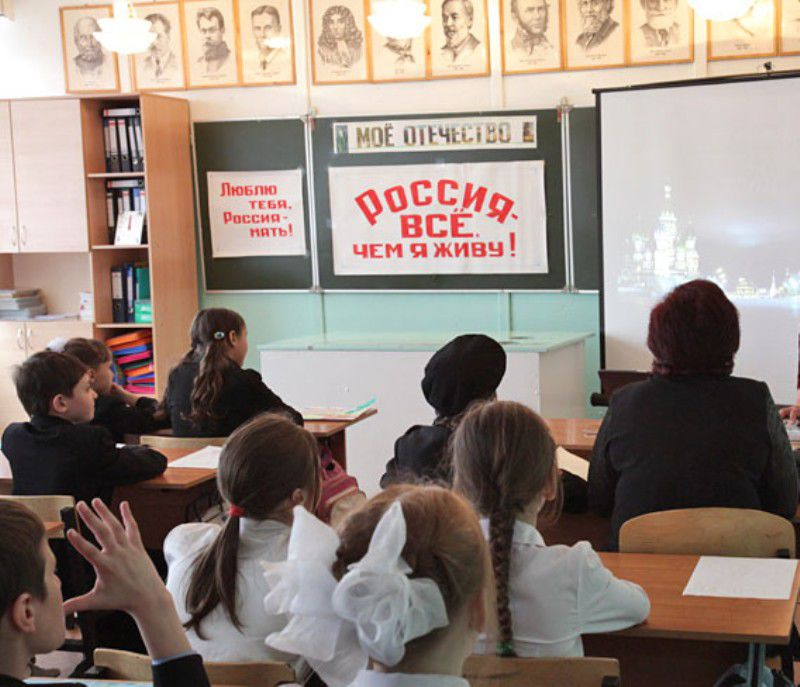 МОЁ ОТЕЧЕСТВО
Люблю
тебя,
Россия-
мать!
Россия-
всё,
чем я живу!